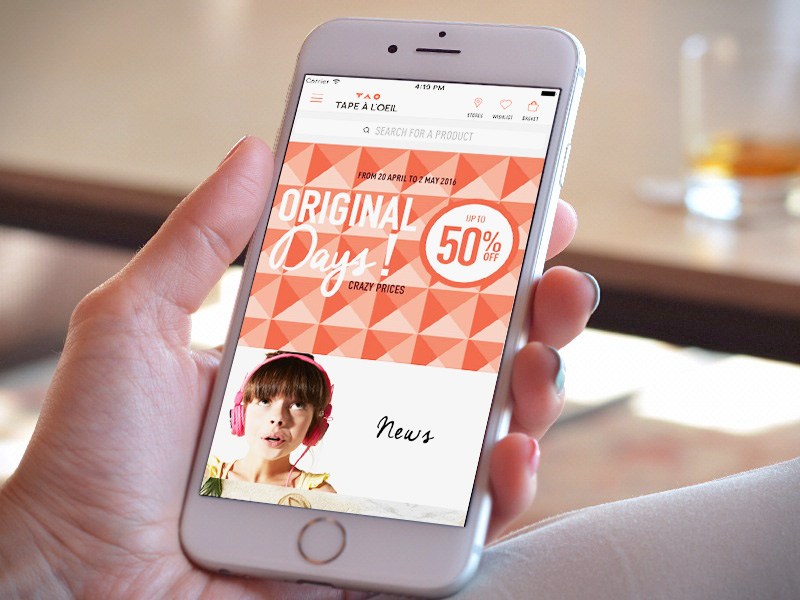 Carrier 4:19 PM
TAO
TAPE À L'OEIL
STORES WISHLIST BASKET
SEARCH FOR A PRODUCT
FROM 20 APRIL TO 2 MAY 2016
ORIGINAL
Days!
CRAZY PRICES
UP TO
50%
OFF
News